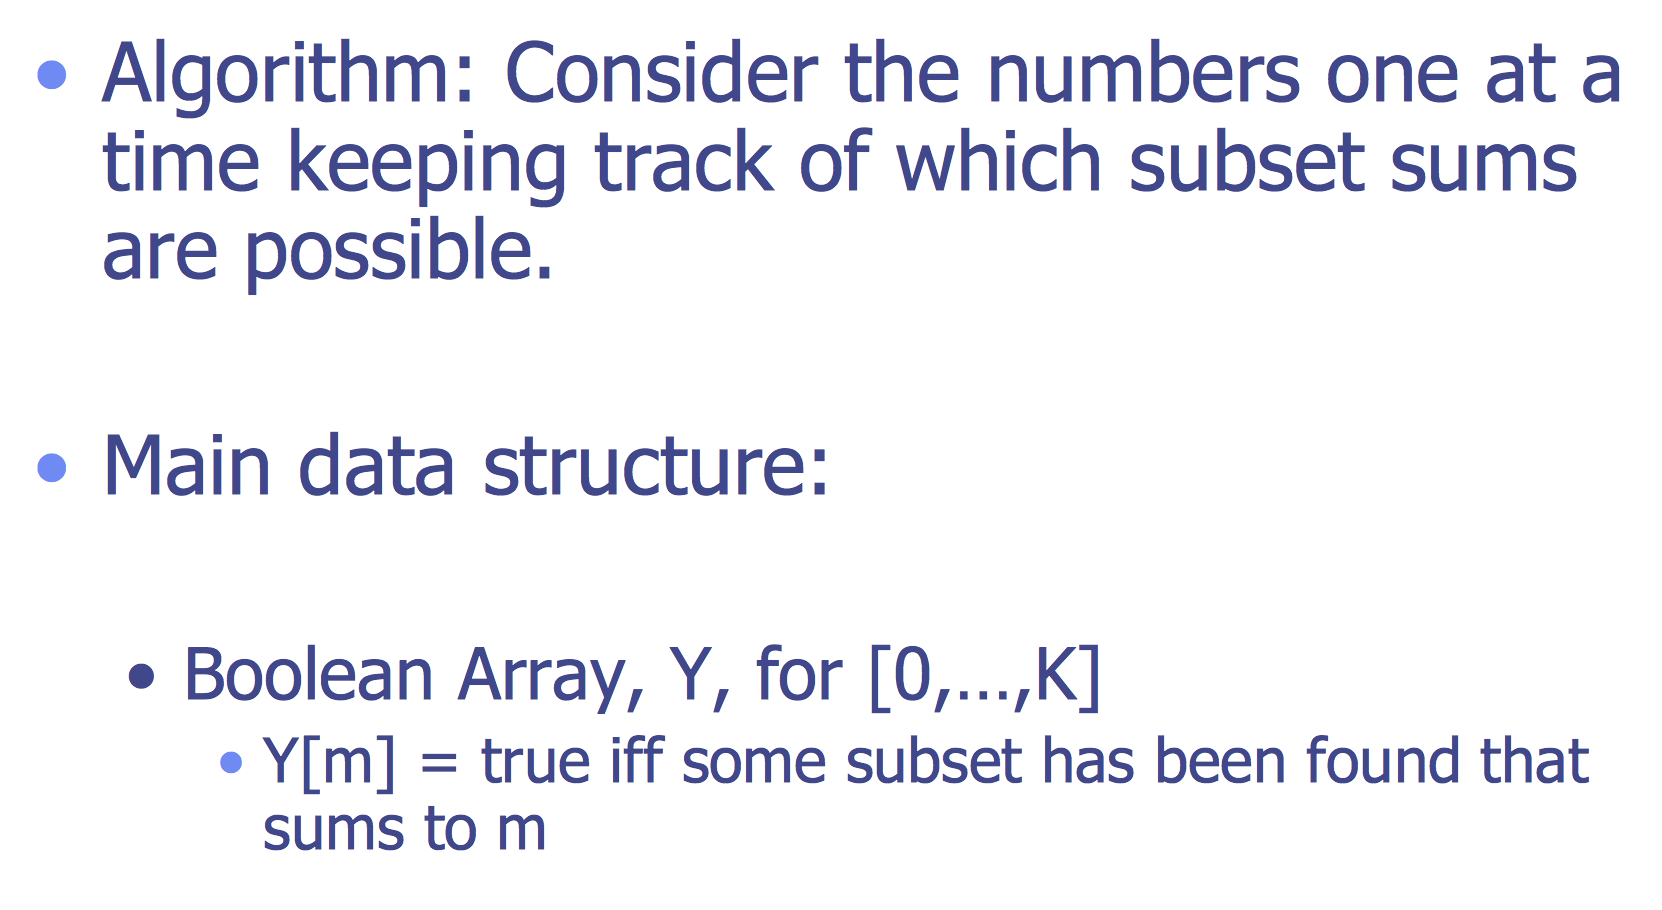 • Algorithm: Consider the numbers one at a
time keeping track of which subset sums
are possible.
• Main data structure:
• Boolean Array, Y, for [0,...,K]
• Y[m] = true iff some subset has been found that
sums to m